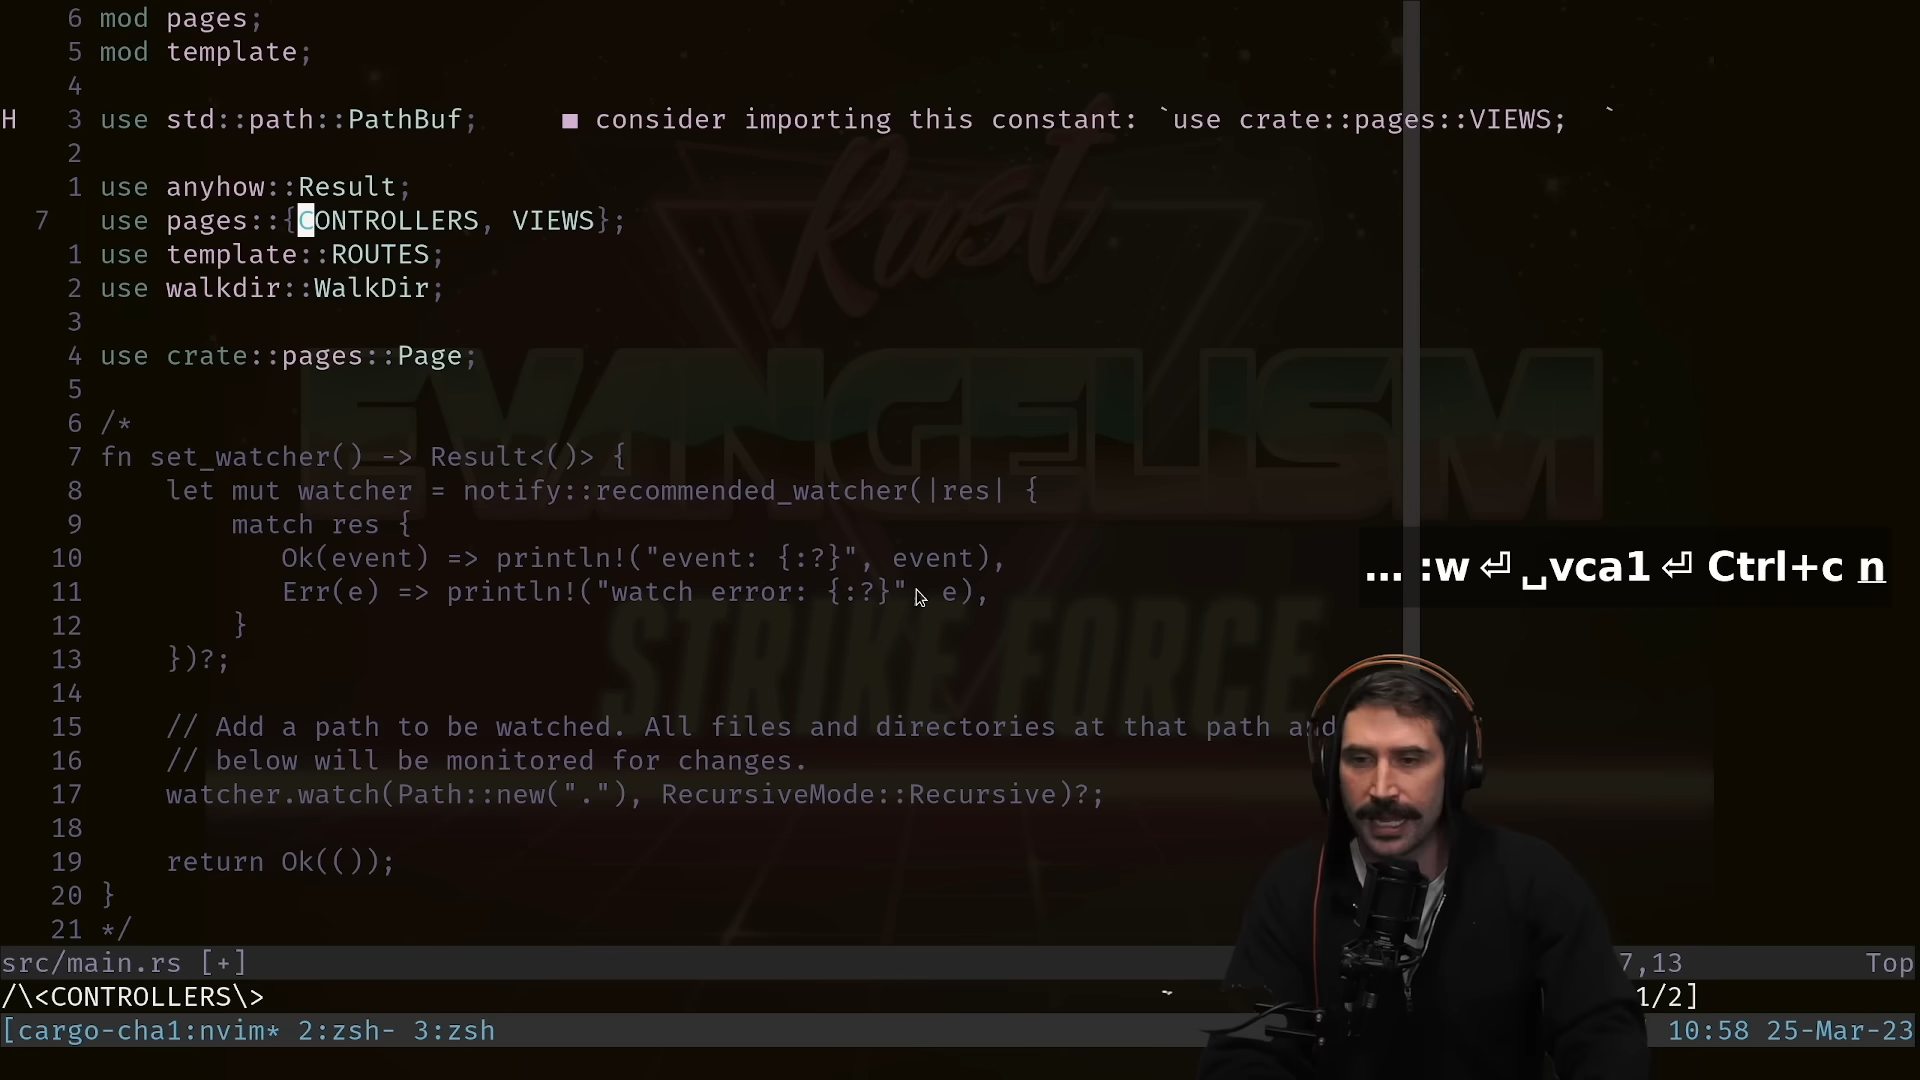 6 mod pages;
5 mod template;
4
H 3 use std::path::PathBuf; ■ consider importing this constant: `use crate::pages::VIEWS; `
2
1 use anyhow::Result;
7 use pages::{CONTROLLERS, VIEWS};
1 use template::ROUTES;
2 use walkdir::WalkDir;
3
4 use crate::pages::Page;
5
6 /*
7 fn set_watcher() -> Result<()> {
8 let mut watcher = notify::recommended_watcher(|res| {
9 match res {
10 Ok(event) => println!("event: {:?}", event),
11 Err(e) => println!("watch error: {:?}", e),
12 }
13 })?;
14
15 // Add a path to be watched. All files and directories at that path and
16 // below will be monitored for changes.
17 watcher.watch(Path::new("."), RecursiveMode::Recursive)?;
18
19 return Ok(());
20 }
21 */
Rust
EVANGELISM
STRIKE FORCE
... :w⏎ ␣vca1⏎ Ctrl+c n
src/main.rs [+] 7,13 Top
/\<CONTROLLERS\> 1/2]
[cargo-cha1:nvim* 2:zsh- 3:zsh 10:58 25-Mar-23